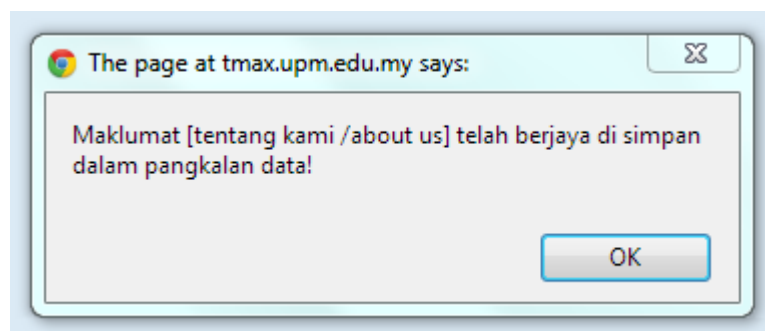 The page at tmax.upm.edu.my says:
Maklumat [tentang kami /about us] telah berjaya di simpan
dalam pangkalan data!
OK